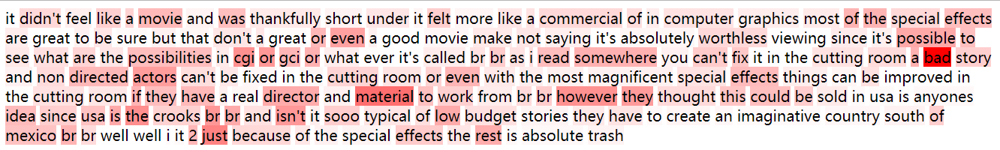 it didn't feel like a movie and was thankfully short under it felt more like a commercial of in computer graphics most of the special effects
are great to be sure but that don't a great or even a good movie make not saying it's absolutely worthless viewing since it's possible to
see what are the possibilities in cgi or gci or what ever it's called br br as i read somewhere you can't fix it in the cutting room a bad story
and non directed actors can't be fixed in the cutting room or even with the most magnificent special effects things can be improved in
the cutting room if they have a real director and material to work from br br however they thought this could be sold in usa is anyones
idea since usa is the crooks br br and isn't it sooo typical of low budget stories they have to create an imaginative country south of
mexico br br well well i it 2 just because of the special effects the rest is absolute trash